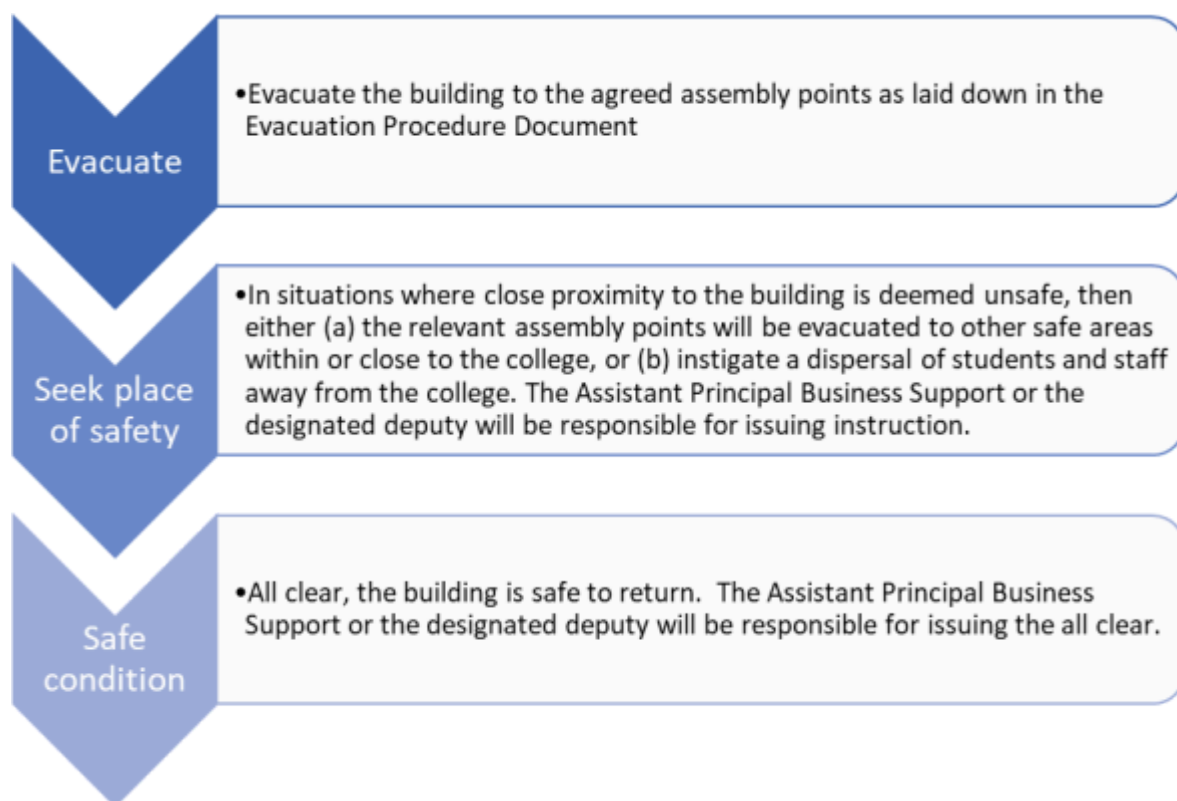 Evacuate
•Evacuate the building to the agreed assembly points as laid down in the
Evacuation Procedure Document
Seek place
of safety
•In situations where close proximity to the building is deemed unsafe, then
either (a) the relevant assembly points will be evacuated to other safe areas
within or close to the college, or (b) instigate a dispersal of students and staff
away from the college. The Assistant Principal Business Support or the
designated deputy will be responsible for issuing instruction.
Safe
condition
•All clear, the building is safe to return.  The Assistant Principal Business
Support or the designated deputy will be responsible for issuing the all clear.